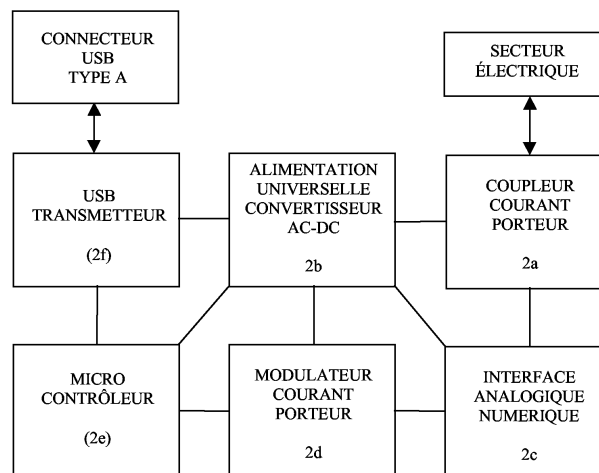 CONNECTEUR
USB
TYPE A
SECTEUR
ÉLECTRIQUE
USB
TRANSMETTEUR
(2f)
ALIMENTATION
UNIVERSELLE
CONVERTISSEUR
AC-DC
2b
COUPLEUR
COURANT
PORTEUR
2a
MICRO
CONTRÔLEUR
(2e)
MODULATEUR
COURANT
PORTEUR
2d
INTERFACE
ANALOGIQUE
NUMERIQUE
2c